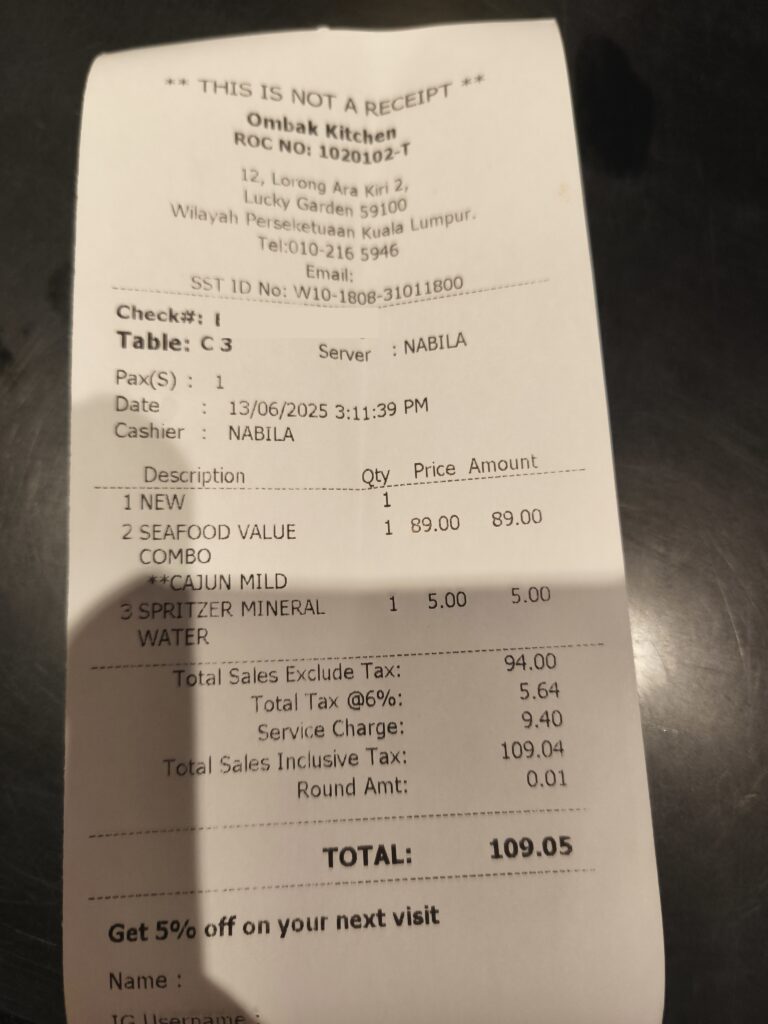 ** THIS IS NOT A RECEIPT **
Ombak Kitchen
ROC NO: 1020102-T
12, Lorong Ara Kiri 2,
Lucky Garden 59100
Wilayah Perseketuaan Kuala Lumpur.
Tel:010-216 5946
Email:
SST ID No: W10-1808-31011800
Check#:
Table: C 3 Server : NABILA
Pax(S) : 1
Date : 13/06/2025 3:11:39 PM
Cashier : NABILA
Description Qty Price Amount
1 NEW 1
2 SEAFOOD VALUE 1 89.00 89.00
COMBO
**CAJUN MILD
3 SPRITZER MINERAL 1 5.00 5.00
WATER
Total Sales Exclude Tax: 94.00
Total Tax @6%: 5.64
Service Charge: 9.40
Total Sales Inclusive Tax: 109.04
Round Amt: 0.01
TOTAL: 109.05
Get 5% off on your next visit
Name :
IG Username :